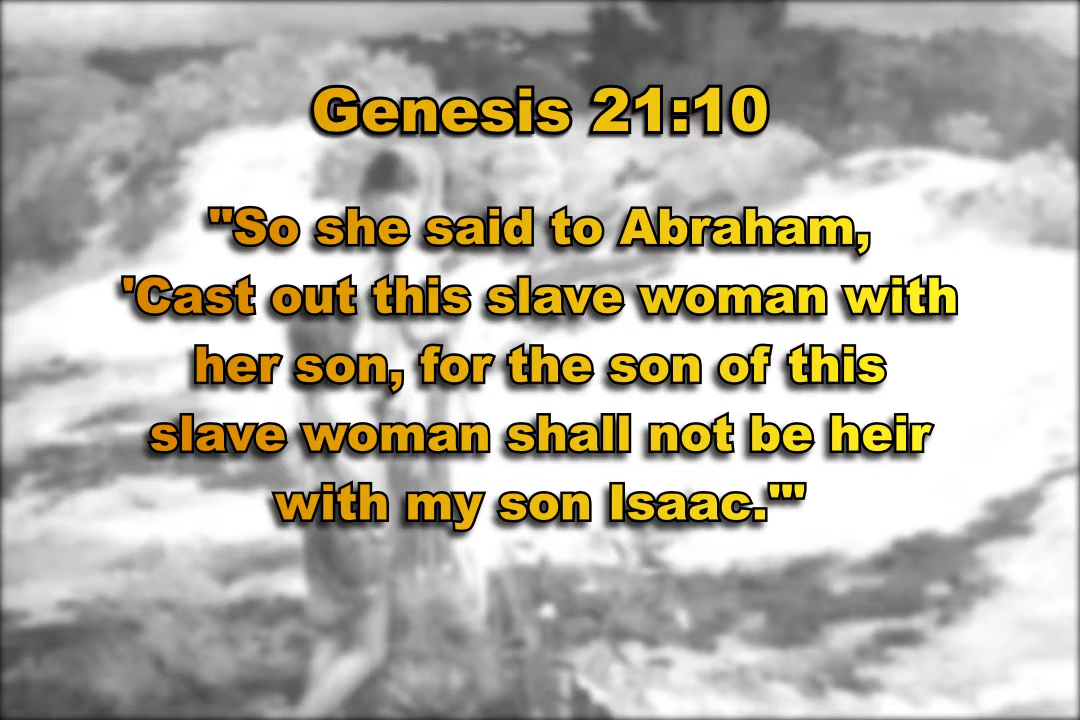 Genesis 21:10
"So she said to Abraham,
'Cast out this slave woman with
her son, for the son of this
slave woman shall not be heir
with my son Isaac.'"